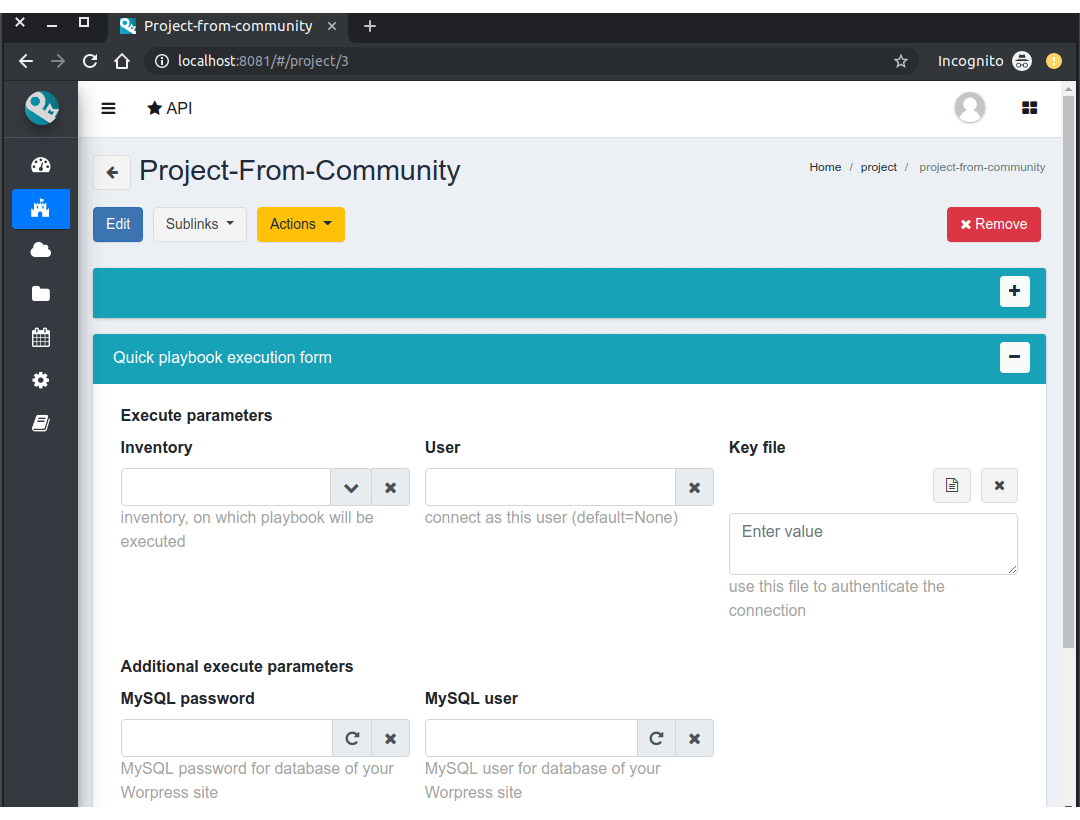 Project-from-community
localhost:8081/#/project/3
Incognito
API
Project-From-Community
Home / project / project-from-community
Edit
Sublinks
Actions
Remove
Quick playbook execution form
Execute parameters
Inventory
User
Key file
inventory, on which playbook will be
executed
connect as this user (default=None)
Enter value
use this file to authenticate the
connection
Additional execute parameters
MySQL password
MySQL user
MySQL password for database of your
Worpress site
MySQL user for database of your
Worpress site